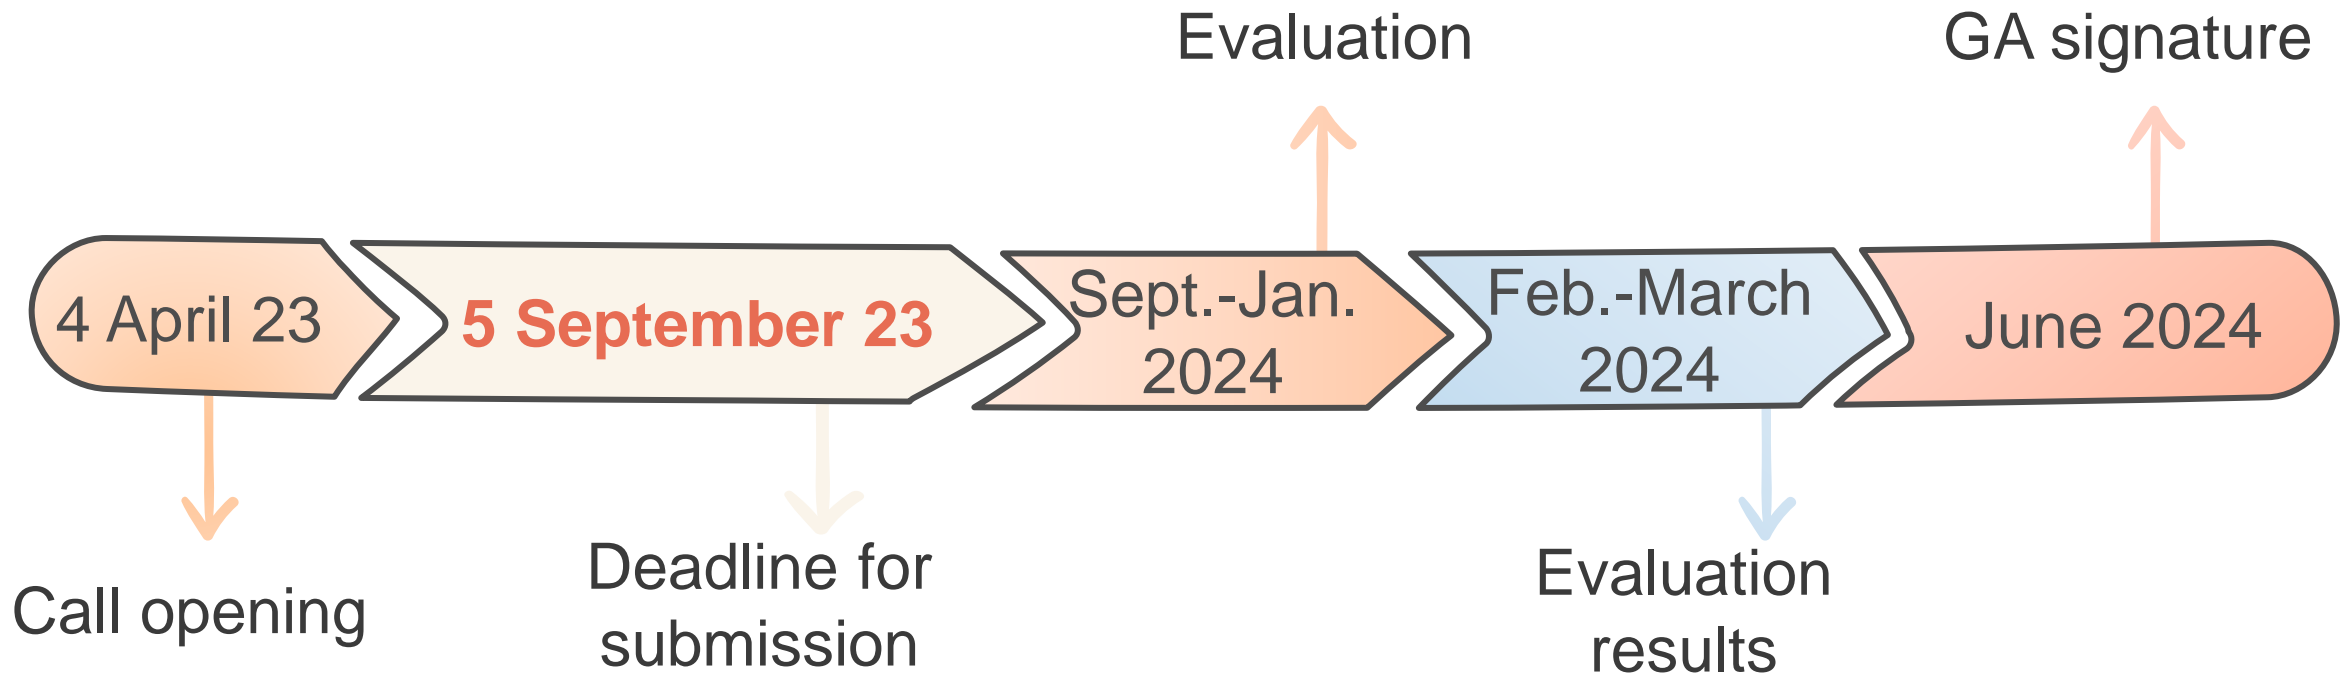 Evaluation
GA signature
4 April 23
5 September 23
Sept.-Jan.
2024
Feb.-March
2024
June 2024
Call opening
Deadline for
submission
Evaluation
results